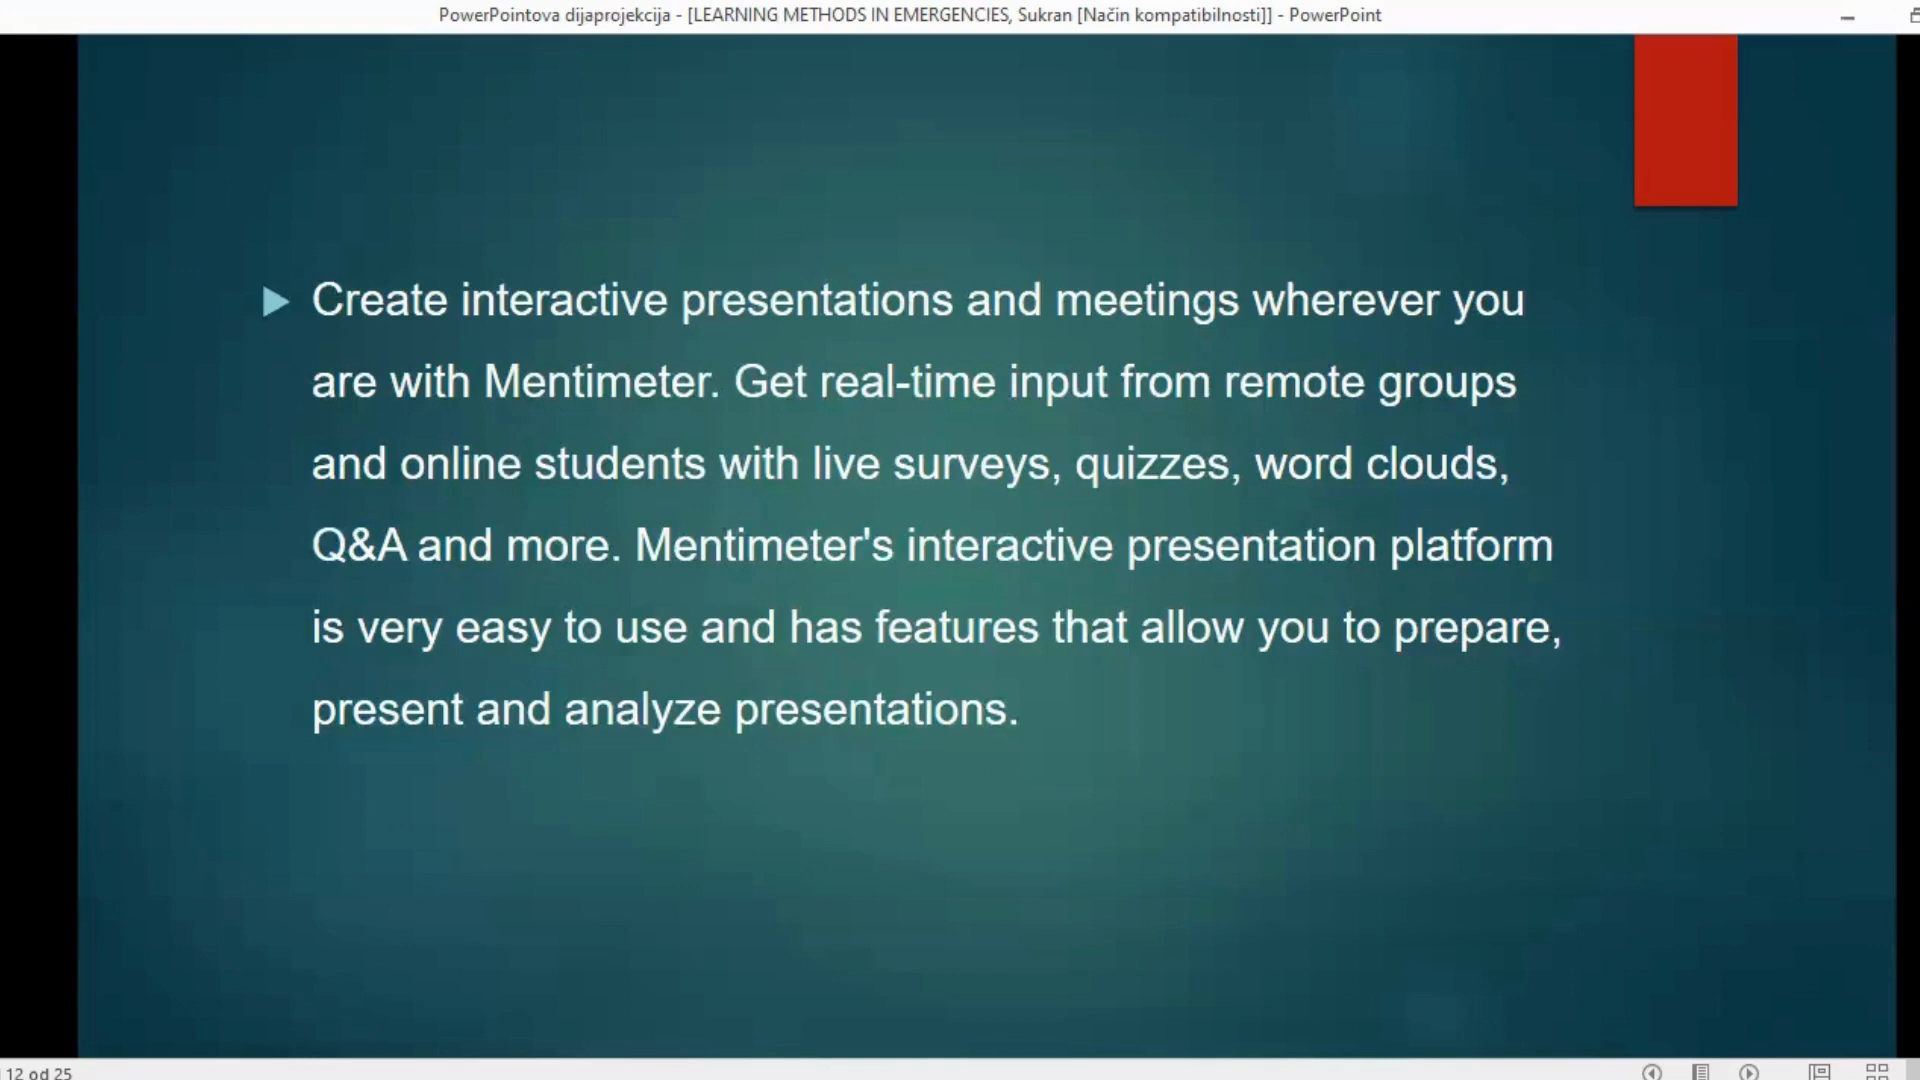 PowerPointova dijaprojekcija - [LEARNING METHODS IN EMERGENCIES, Sukran [Način kompatibilnosti]] - PowerPoint
Create interactive presentations and meetings wherever you
are with Mentimeter. Get real-time input from remote groups
and online students with live surveys, quizzes, word clouds,
Q&A and more. Mentimeter's interactive presentation platform
is very easy to use and has features that allow you to prepare,
present and analyze presentations.
12 od 25